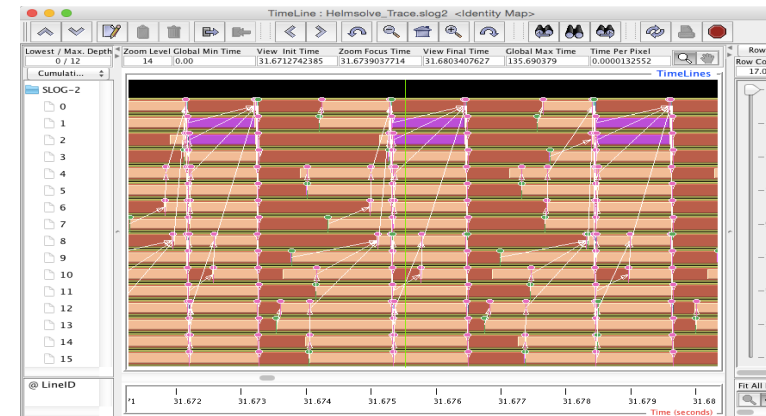 TimeLine : Helmsolve_Trace.slog2 <Identity Map>
Lowest / Max. Depth Zoom Level Global Min Time View Init Time Zoom Focus Time View Final Time Global Max Time Time Per Pixel Row
0 / 12 14 0.00 31.6712742385 31.6739037714 31.6803407627 135.690379 0.0000132552 Row Co
Cumulati... TimeLines 17.0
SLOG-2
0
1
2
3
4
5
6
7
8
9
10
11
12
13
14
15
@ LineID Fit All
31.672 31.673 31.674 31.675 31.676 31.677 31.678 31.679 31.68
Time (seconds)